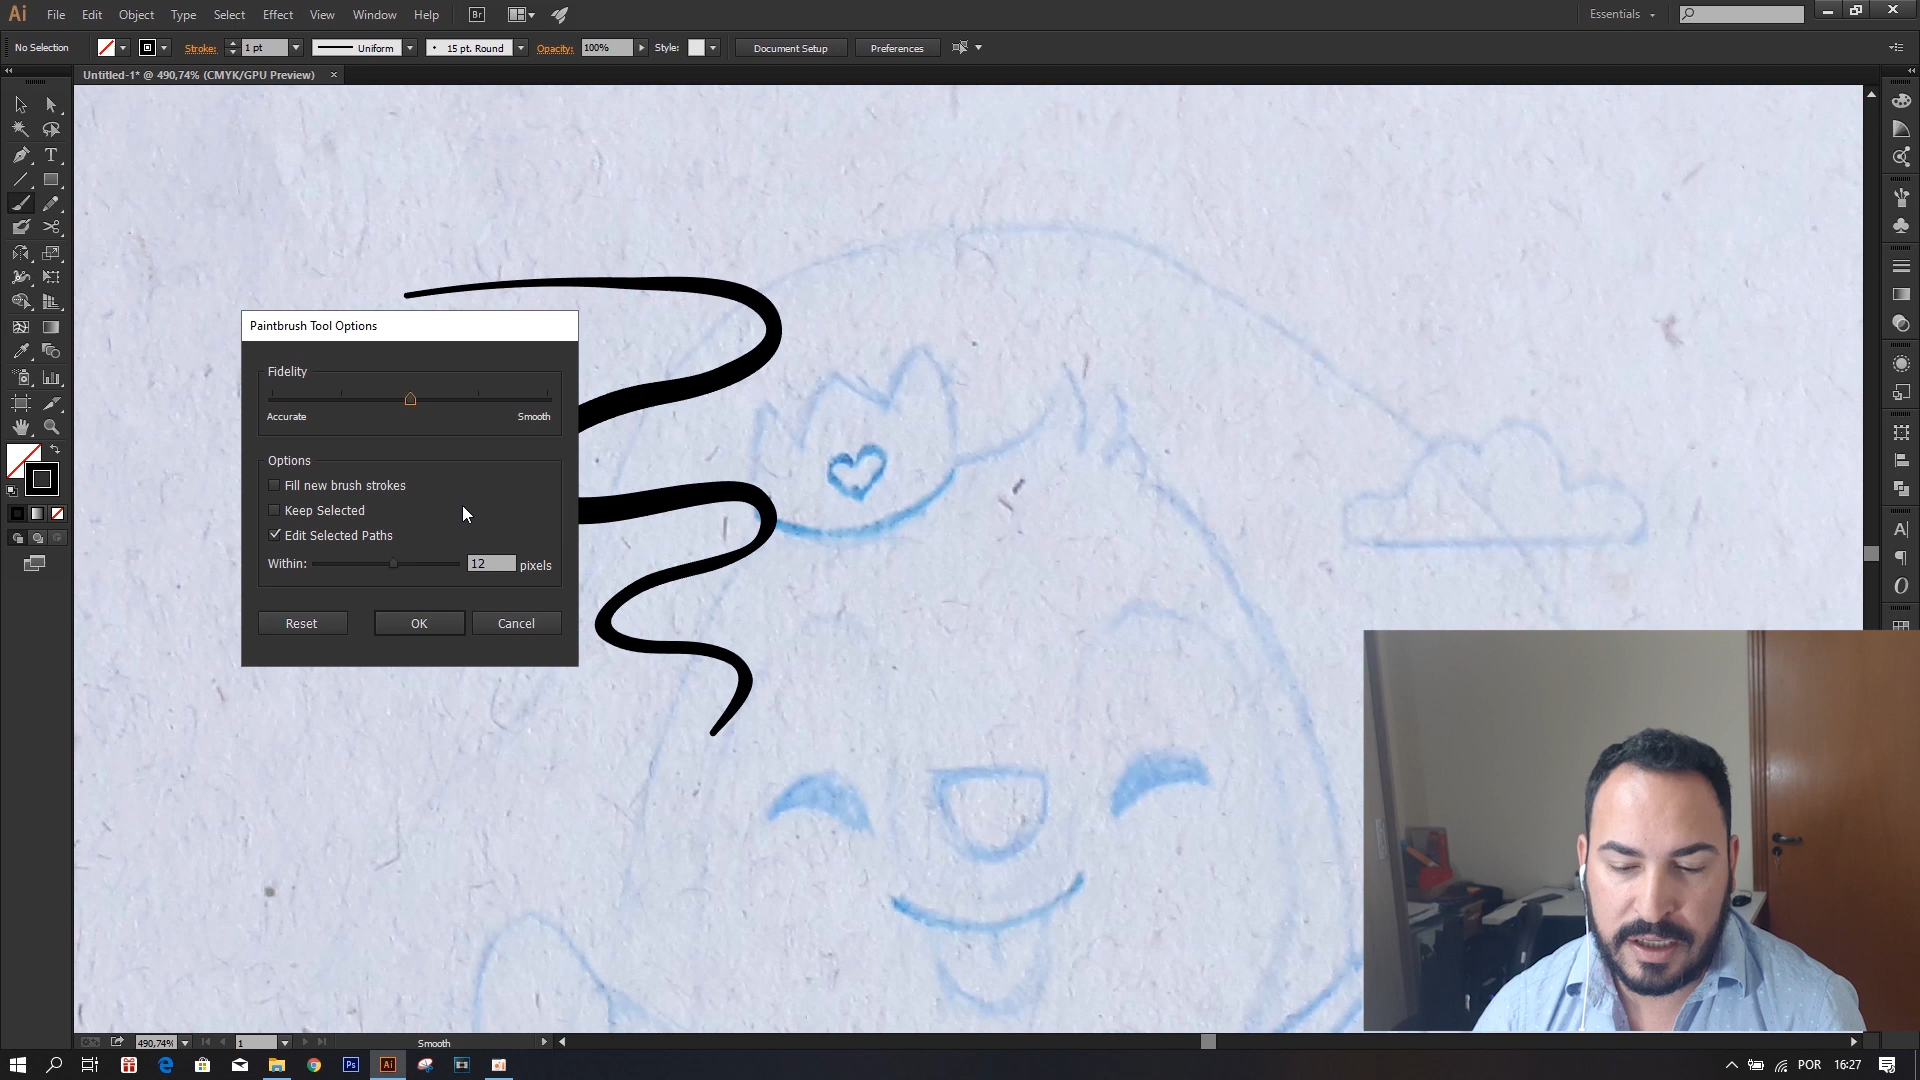 Ai File Edit Object Type Select Effect View Window Help Br Essentials
No Selection Stroke: 1 pt Uniform 15 pt. Round Opacity: 100% Style: Document Setup Preferences
Untitled-1* @ 490,74% (CMYK/GPU Preview) ×
Paintbrush Tool Options
Fidelity
Accurate Smooth
Options
Fill new brush strokes
Keep Selected
Edit Selected Paths
Within: 12 pixels
Reset OK Cancel
490,74% 1 Smooth
Ps Ai POR 16:27